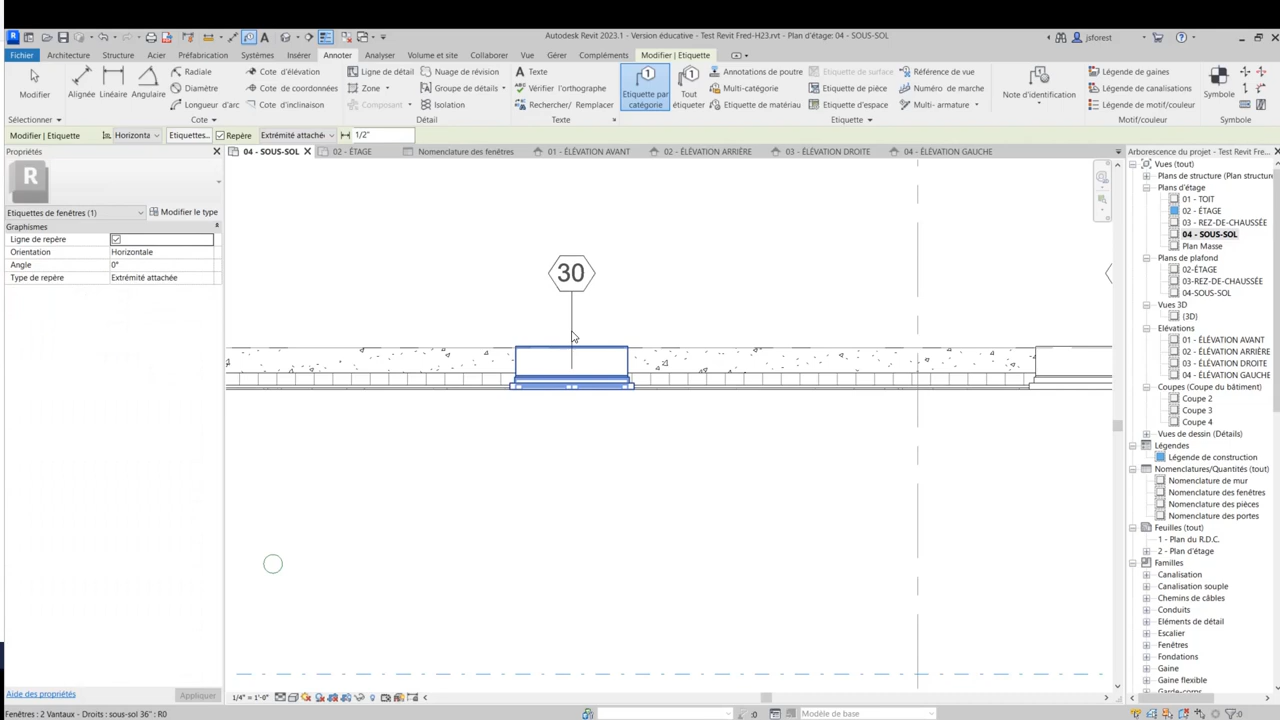 Autodesk Revit 2023.1 - Version éducative - Test Revit Fred-H23.rvt - Plan d'étage: 04 - SOUS-SOL
jsforest
Fichier Architecture Structure Acier Préfabrication Systèmes Insérer Annoter Analyser Volume et site Collaborer Vue Gérer Compléments Modifier | Etiquette
Modifier
Alignée Linéaire Angulaire
Radiale
Diamètre
Longueur d'arc
Cote d'élévation
Cote de coordonnées
Cote d'inclinaison
Ligne de détail
Zone
Composant
Nuage de révision
Groupe de détails
Isolation
Texte
Vérifier l'orthographe
Rechercher/ Remplacer
Etiquette par catégorie
Tout étiqueter
Annotations de poutre
Multi-catégorie
Etiquette de matériau
Etiquette de surface
Etiquette de pièce
Etiquette d'espace
Référence de vue
Numéro de marche
Multi- armature
Note d'identification
Légende de gaines
Légende de canalisations
Légende de motif/couleur
Symbole
Sélectionner Cote Détail Texte Etiquette Motif/couleur Symbole
Modifier | Etiquette Horizonta Etiquettes... Repère Extrémité attachée 1/2"
Propriétés
04 - SOUS-SOL 02 - ÉTAGE Nomenclature des fenêtres 01 - ÉLÉVATION AVANT 02 - ÉLÉVATION ARRIÈRE 03 - ÉLÉVATION DROITE 04 - ÉLÉVATION GAUCHE
Arborescence du projet - Test Revit Fre...
R
Etiquettes de fenêtres (1) Modifier le type
Graphismes
Ligne de repère
Orientation Horizontale
Angle 0°
Type de repère Extrémité attachée
30
Vues (tout)
Plans de structure (Plan structure
Plans d'étage
01 - TOIT
02 - ÉTAGE
03 - REZ-DE-CHAUSSÉE
04 - SOUS-SOL
Plan Masse
Plans de plafond
02-ÉTAGE
03-REZ-DE-CHAUSSÉE
04-SOUS-SOL
Vues 3D
{3D}
Elévations
01 - ÉLÉVATION AVANT
02 - ÉLÉVATION ARRIÈRE
03 - ÉLÉVATION DROITE
04 - ÉLÉVATION GAUCHE
Coupes (Coupe du bâtiment)
Coupe 2
Coupe 3
Coupe 4
Vues de dessin (Détails)
Légendes
Légende de construction
Nomenclatures/Quantités (tout)
Nomenclature de mur
Nomenclature des fenêtres
Nomenclature des pièces
Nomenclature des portes
Feuilles (tout)
1 - Plan du R.D.C.
2 - Plan d'étage
Familles
Canalisation
Canalisation souple
Chemins de câbles
Conduits
Eléments de détail
Escalier
Fenêtres
Fondations
Gaine
Gaine flexible
Garde-corps
Aide des propriétés Appliquer
1/4" = 1'-0"
Fenêtres : 2 Vantaux - Droits : sous-sol 36" : R0
:0 Modèle de base :0